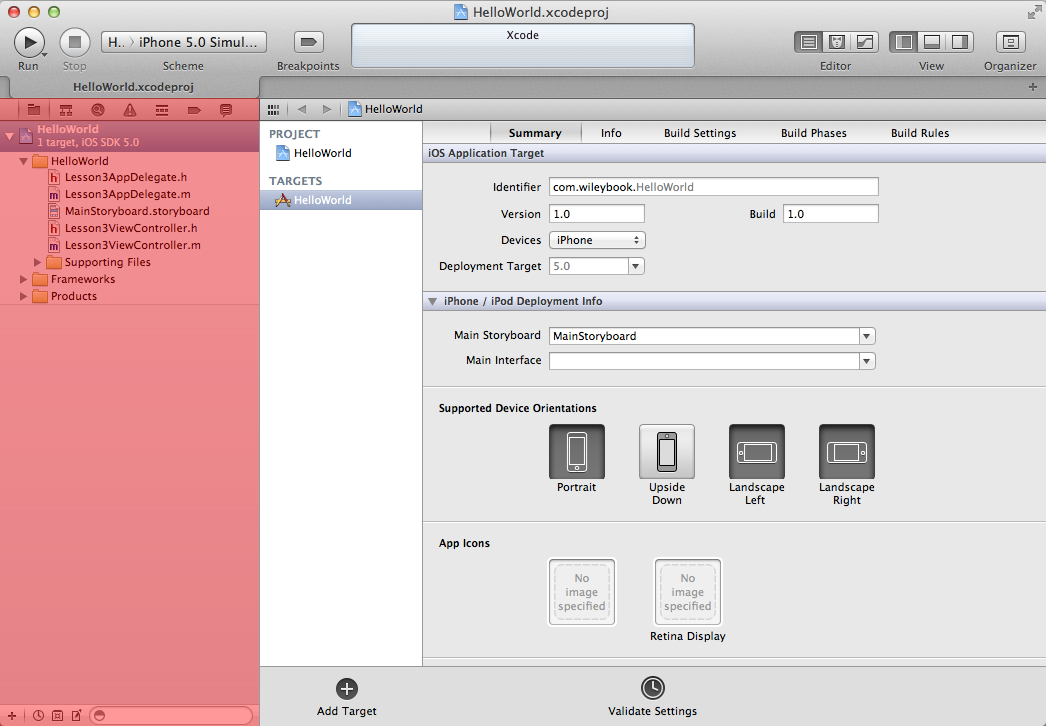 HelloWorld.xcodeproj
H.. 〉 iPhone 5.0 Simul...
Xcode
Run
Stop
Scheme
Breakpoints
Editor
View
Organizer
HelloWorld.xcodeproj
HelloWorld
1 target, iOS SDK 5.0
HelloWorld
h Lesson3AppDelegate.h
m Lesson3AppDelegate.m
MainStoryboard.storyboard
h Lesson3ViewController.h
m Lesson3ViewController.m
Supporting Files
Frameworks
Products
HelloWorld
PROJECT
HelloWorld
TARGETS
HelloWorld
Summary Info Build Settings Build Phases Build Rules
iOS Application Target
Identifier com.wileybook.HelloWorld
Version 1.0 Build 1.0
Devices iPhone
Deployment Target 5.0
iPhone / iPod Deployment Info
Main Storyboard MainStoryboard
Main Interface
Supported Device Orientations
Portrait
Upside
Down
Landscape
Left
Landscape
Right
App Icons
No
image
specified
No
image
specified
Retina Display
Add Target
Validate Settings